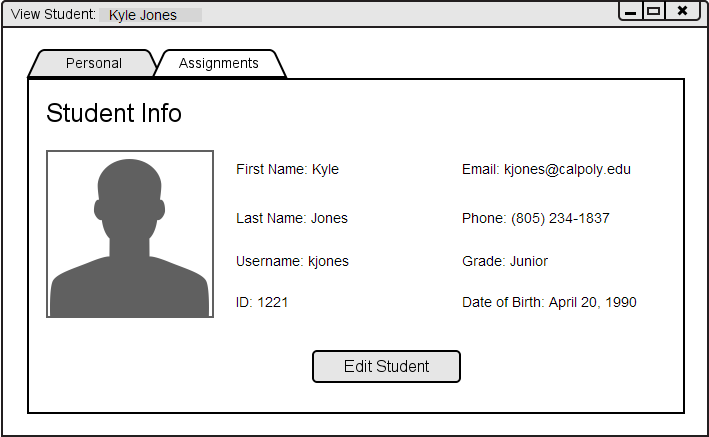 View Student: Kyle Jones
Personal
Assignments
Student Info
First Name: Kyle
Email: kjones@calpoly.edu
Last Name: Jones
Phone: (805) 234-1837
Username: kjones
Grade: Junior
ID: 1221
Date of Birth: April 20, 1990
Edit Student